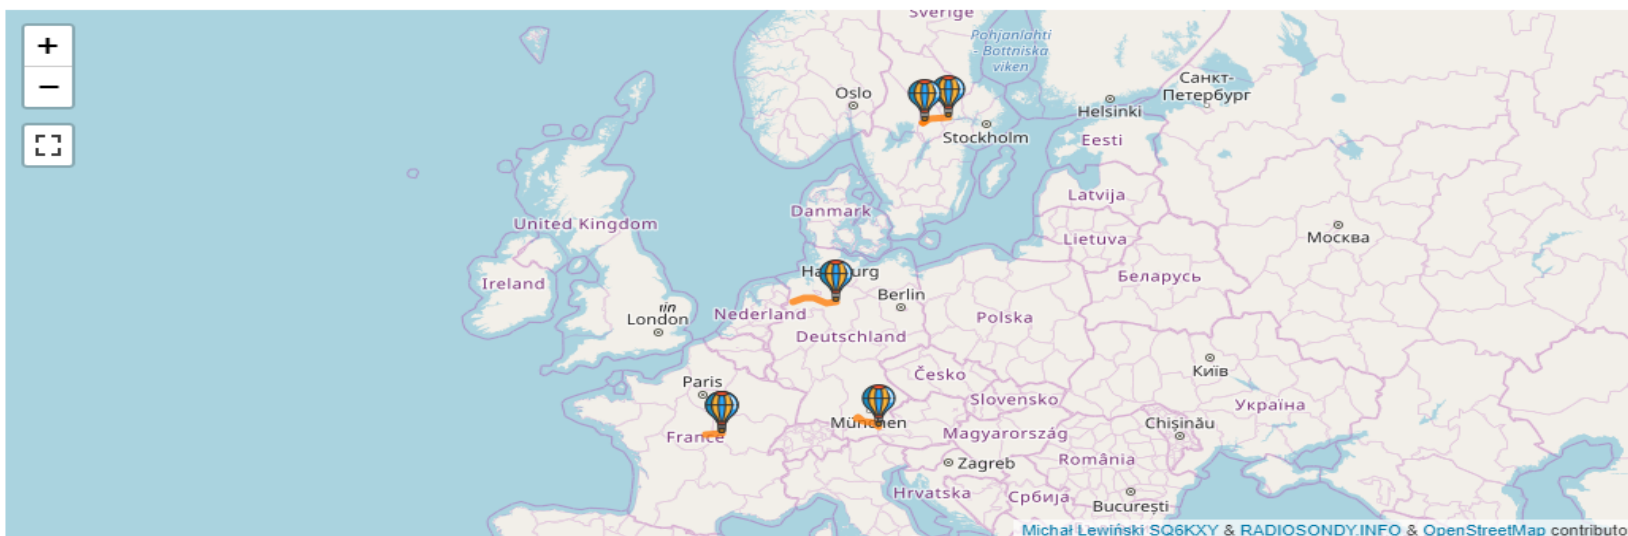 Sverige
+
−
Pohjanlahti
- Bottniska
viken
Oslo
Санкт-
Петербург
Helsinki
Stockholm
Eesti
Latvija
Danmark
United Kingdom
Lietuva
Москва
Беларусь
Ireland
Berlin
London
Nederland
Polska
Deutschland
Київ
Česko
Paris
Slovensko
Україна
France
Magyarország
Chișinău
Zagreb
România
Hrvatska
Србија
București
Michał Lewiński SQ6KXY & RADIOSONDY.INFO & OpenStreetMap contributo